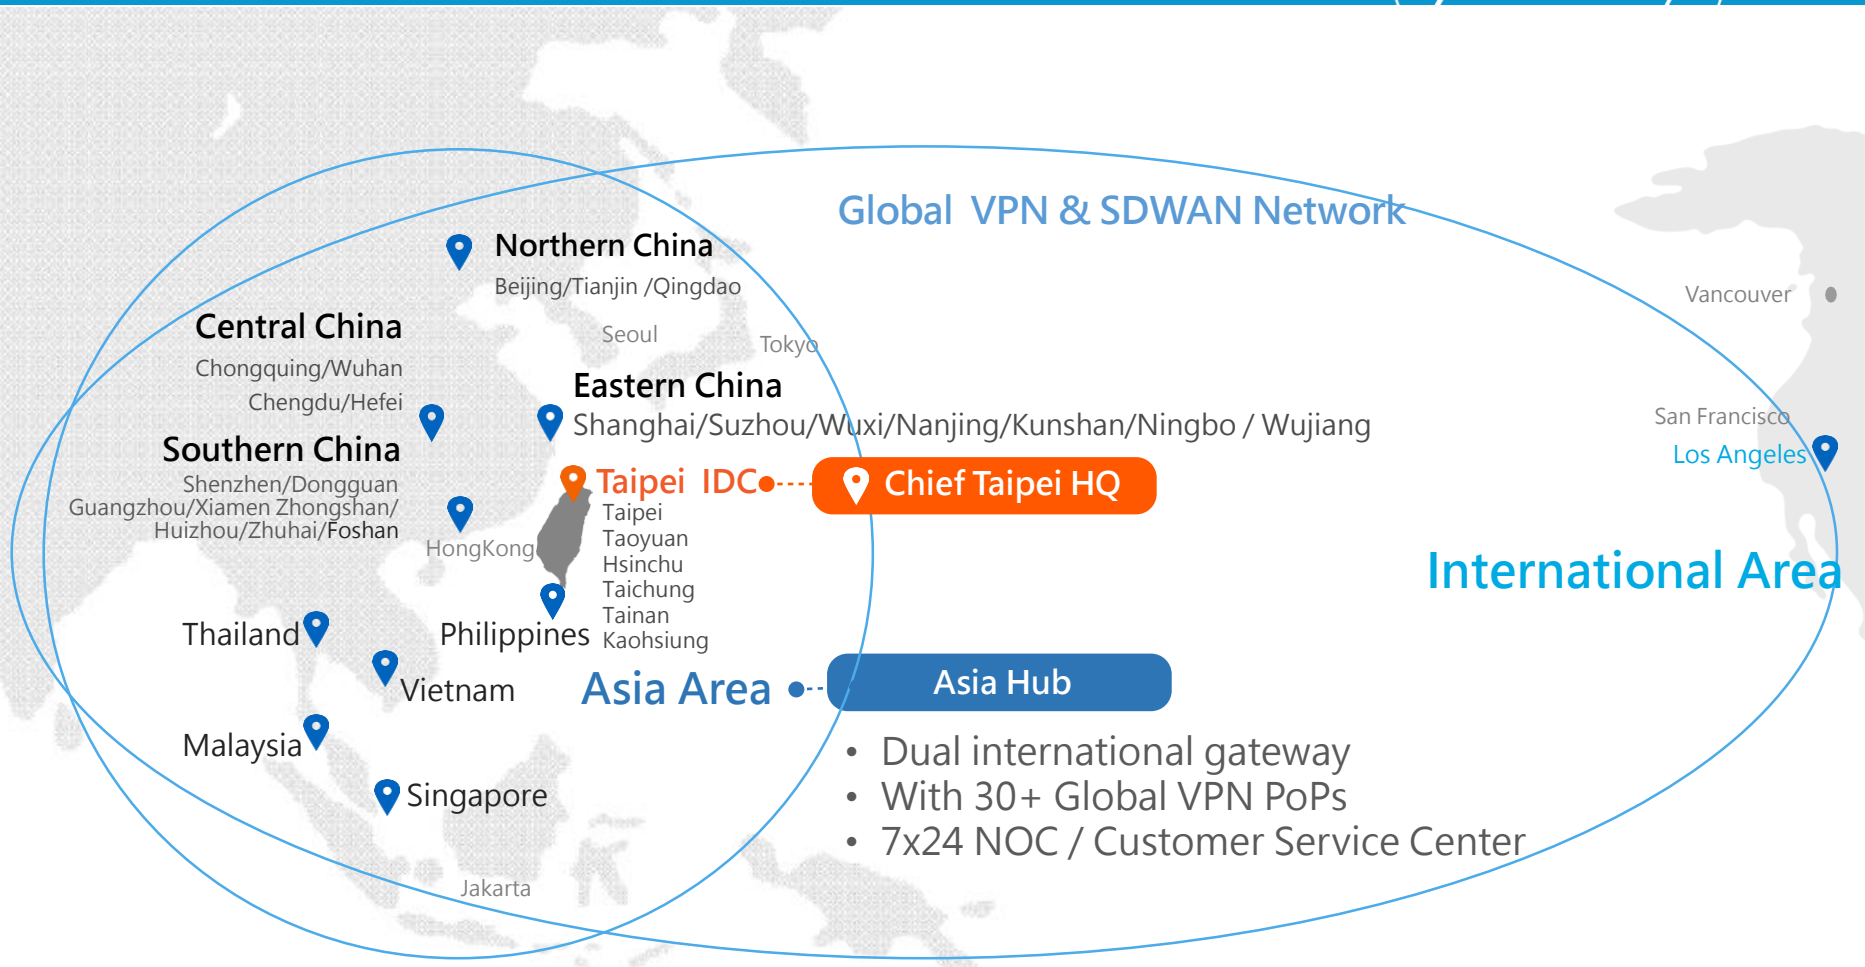 Global VPN & SDWAN Network
Northern China
Beijing/Tianjin /Qingdao
Central China
Chongquing/Wuhan
Chengdu/Hefei
Seoul
Tokyo
Eastern China
Shanghai/Suzhou/Wuxi/Nanjing/Kunshan/Ningbo / Wujiang
Southern China
Shenzhen/Dongguan
Guangzhou/Xiamen Zhongshan/
Huizhou/Zhuhai/Foshan
HongKong
Taipei IDC
Chief Taipei HQ
Taipei
Taoyuan
Hsinchu
Taichung
Tainan
Kaohsiung
Vancouver
San Francisco
Los Angeles
International Area
Thailand
Philippines
Vietnam
Malaysia
Singapore
Jakarta
Asia Area
Asia Hub
• Dual international gateway
• With 30+ Global VPN PoPs
• 7x24 NOC / Customer Service Center